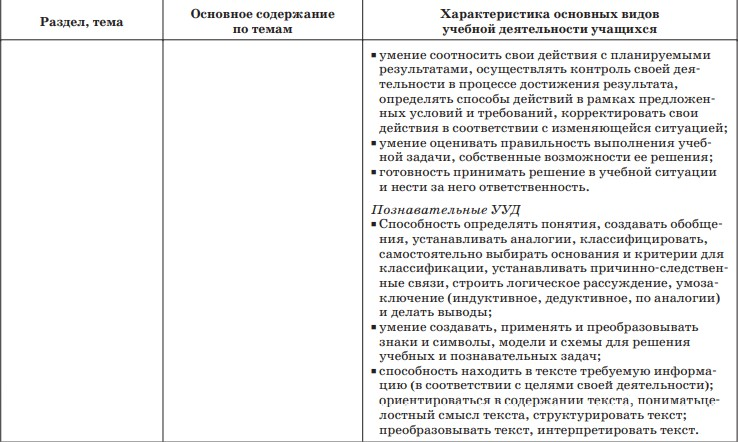 Раздел, тема
Основное содержание
по темам
Характеристика основных видов
учебной деятельности учащихся
▪ умение соотносить свои действия с планируемыми
результатами, осуществлять контроль своей дея-
тельности в процессе достижения результата,
определять способы действий в рамках предложен-
ных условий и требований, корректировать свои
действия в соответствии с изменяющейся ситуацией;
▪ умение оценивать правильность выполнения учеб-
ной задачи, собственные возможности ее решения;
▪ готовность принимать решение в учебной ситуации
и нести за него ответственность.
Познавательные УУД
▪ Способность определять понятия, создавать обобще-
ния, устанавливать аналогии, классифицировать,
самостоятельно выбирать основания и критерии для
классификации, устанавливать причинно-следствен-
ные связи, строить логическое рассуждение, умоза-
ключение (индуктивное, дедуктивное, по аналогии)
и делать выводы;
▪ умение создавать, применять и преобразовывать
знаки и символы, модели и схемы для решения
учебных и познавательных задач;
▪ способность находить в тексте требуемую информа-
цию (в соответствии с целями своей деятельности);
ориентироваться в содержании текста, пониматьце-
лостный смысл текста, структурировать текст;
преобразовывать текст, интерпретировать текст.